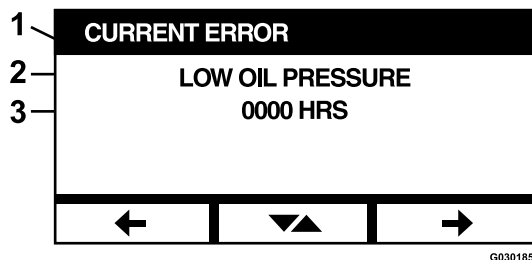 1 CURRENT ERROR
2 LOW OIL PRESSURE
3 0000 HRS
G030185